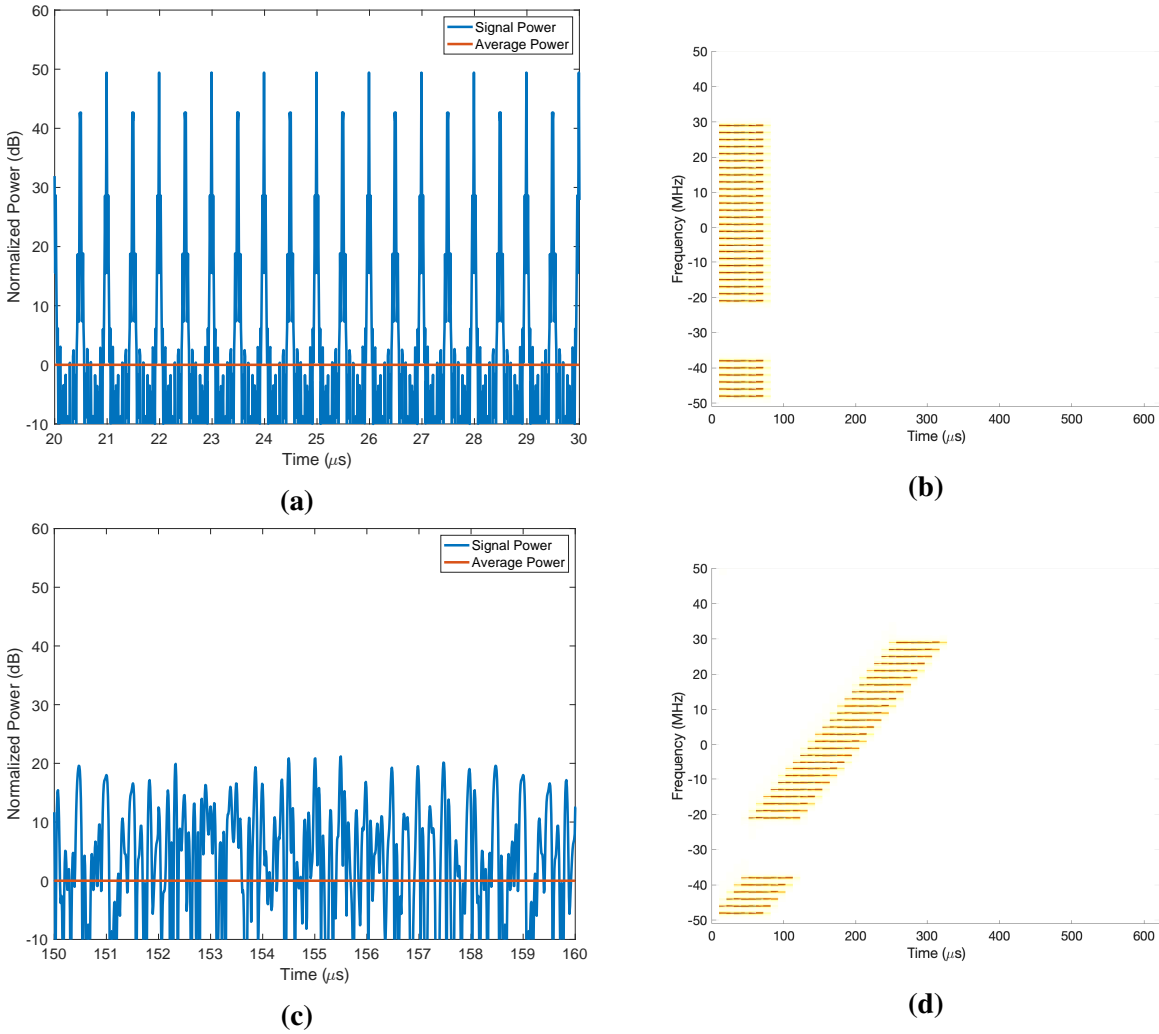 60
50
40
30
20
10
0
-10
Normalized Power (dB)
Signal Power
Average Power
20 21 22 23 24 25 26 27 28 29 30
Time (μs)
(a)
50
40
30
20
10
0
-10
-20
-30
-40
-50
Frequency (MHz)
0 100 200 300 400 500 600
Time (μs)
(b)
60
50
40
30
20
10
0
-10
Normalized Power (dB)
Signal Power
Average Power
150 151 152 153 154 155 156 157 158 159 160
Time (μs)
(c)
50
40
30
20
10
0
-10
-20
-30
-40
-50
Frequency (MHz)
0 100 200 300 400 500 600
Time (μs)
(d)